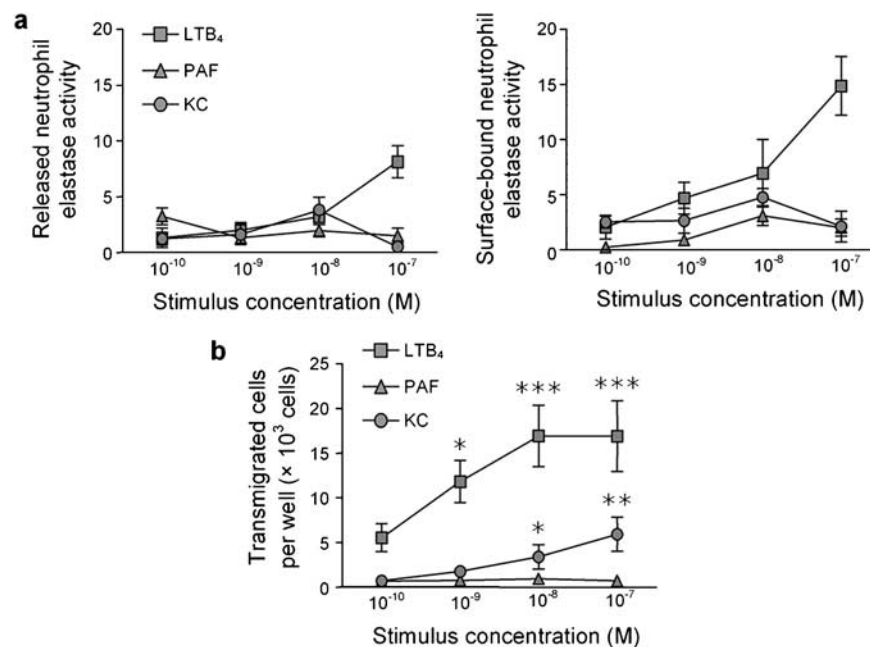 a
LTB₄
PAF
KC
Released neutrophil
elastase activity
20
15
10
5
0
10⁻¹⁰ 10⁻⁹ 10⁻⁸ 10⁻⁷
Stimulus concentration (M)
Surface-bound neutrophil
elastase activity
20
15
10
5
0
10⁻¹⁰ 10⁻⁹ 10⁻⁸ 10⁻⁷
Stimulus concentration (M)
b
LTB₄
PAF
KC
Transmigrated cells
per well (× 10³ cells)
25
20
15
10
5
0
* *** ***
* **
10⁻¹⁰ 10⁻⁹ 10⁻⁸ 10⁻⁷
Stimulus concentration (M)